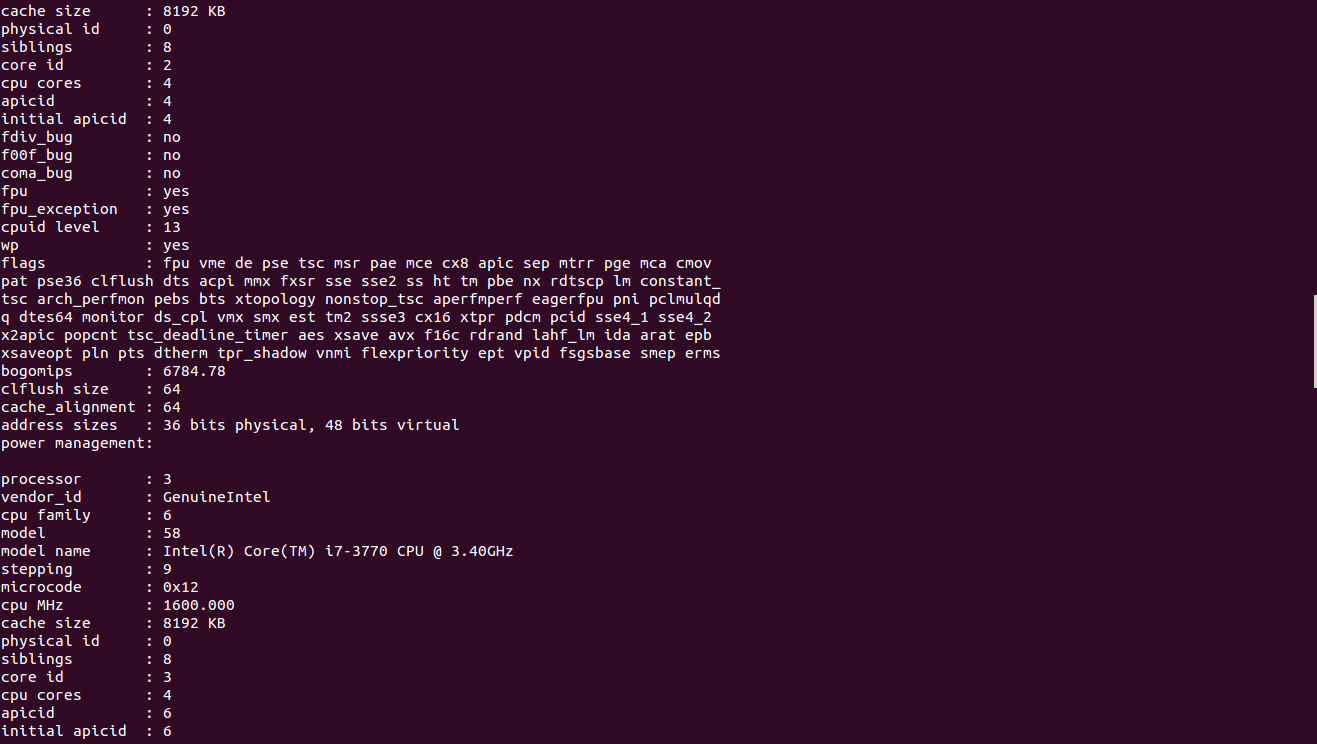 cache size      : 8192 KB
physical id     : 0
siblings        : 8
core id         : 2
cpu cores       : 4
apicid          : 4
initial apicid  : 4
fdiv_bug        : no
f00f_bug        : no
coma_bug        : no
fpu             : yes
fpu_exception   : yes
cpuid level     : 13
wp              : yes
flags           : fpu vme de pse tsc msr pae mce cx8 apic sep mtrr pge mca cmov
pat pse36 clflush dts acpi mmx fxsr sse sse2 ss ht tm pbe nx rdtscp lm constant_
tsc arch_perfmon pebs bts xtopology nonstop_tsc aperfmperf eagerfpu pni pclmulqd
q dtes64 monitor ds_cpl vmx smx est tm2 ssse3 cx16 xtpr pdcm pcid sse4_1 sse4_2
x2apic popcnt tsc_deadline_timer aes xsave avx f16c rdrand lahf_lm ida arat epb
xsaveopt pln pts dtherm tpr_shadow vnmi flexpriority ept vpid fsgsbase smep erms
bogomips        : 6784.78
clflush size    : 64
cache_alignment : 64
address sizes   : 36 bits physical, 48 bits virtual
power management:

processor       : 3
vendor_id       : GenuineIntel
cpu family      : 6
model           : 58
model name      : Intel(R) Core(TM) i7-3770 CPU @ 3.40GHz
stepping        : 9
microcode       : 0x12
cpu MHz         : 1600.000
cache size      : 8192 KB
physical id     : 0
siblings        : 8
core id         : 3
cpu cores       : 4
apicid          : 6
initial apicid  : 6